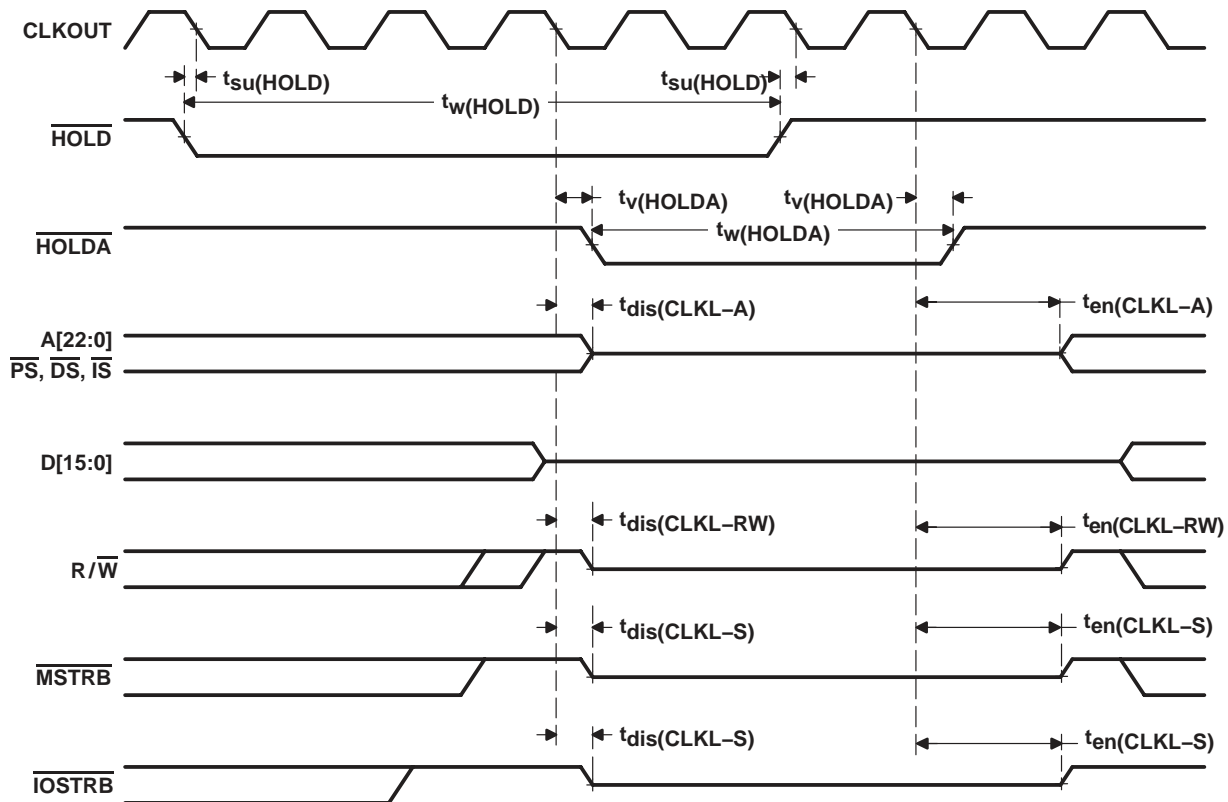 CLKOUT
tsu(HOLD)
tsu(HOLD)
tw(HOLD)
HOLD
tv(HOLDA)
tv(HOLDA)
tw(HOLDA)
HOLDA
tdis(CLKL–A)
ten(CLKL–A)
A[22:0]
PS, DS, IS
D[15:0]
tdis(CLKL–RW)
ten(CLKL–RW)
R/W
tdis(CLKL–S)
ten(CLKL–S)
MSTRB
tdis(CLKL–S)
ten(CLKL–S)
IOSTRB